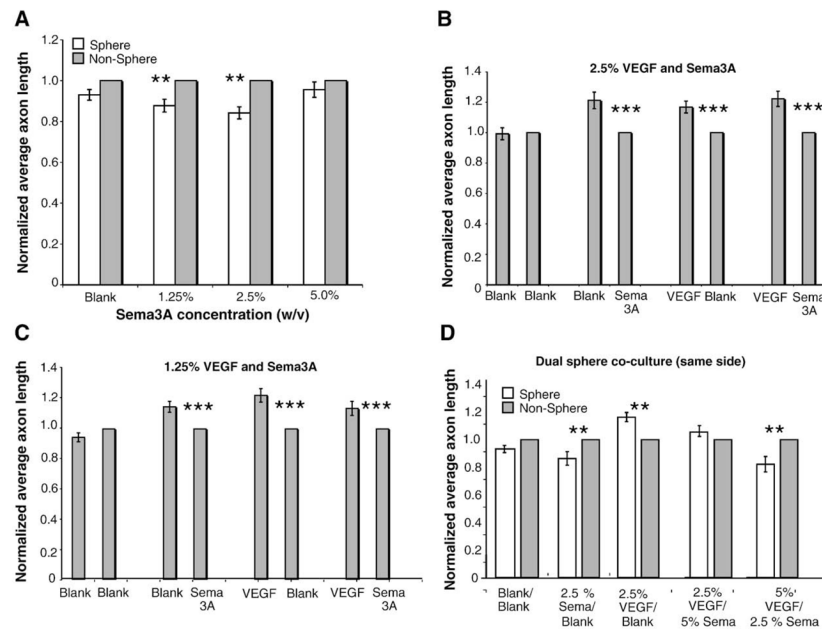 A
Normalized average axon length
1.2
1.0
0.8
0.6
0.4
0.2
0
Sphere
Non-Sphere
**
**
Blank
1.25%
2.5%
5.0%
Sema3A concentration (w/v)
B
2.5% VEGF and Sema3A
Normalized average axon length
1.4
1.2
1.0
0.8
0.6
0.4
0.2
0
***
***
***
Blank Blank
Blank Sema 3A
VEGF Blank
VEGF Sema 3A
C
1.25% VEGF and Sema3A
Normalized average axon length
1.4
1.2
1.0
0.8
0.6
0.4
0.2
0
***
***
***
Blank Blank
Blank Sema 3A
VEGF Blank
VEGF Sema 3A
D
Dual sphere co-culture (same side)
Normalized average axon length
1.2
1.2
1.0
0.8
0.6
0.4
0.2
0
Sphere
Non-Sphere
**
**
**
Blank/
Blank
2.5 %
Sema/
Blank
2.5%
VEGF/
Blank
2.5%
VEGF/
5% Sema
5%
VEGF/
2.5 % Sema